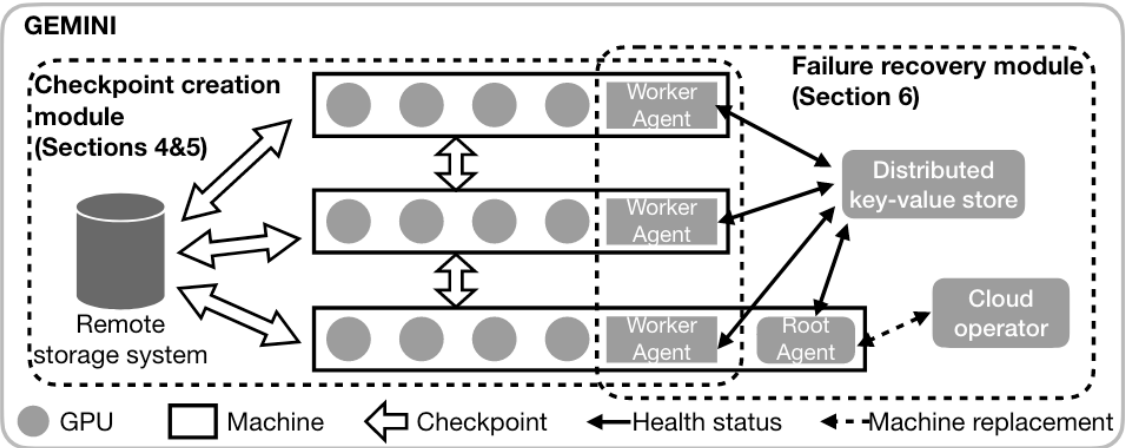 GEMINI
Checkpoint creation
module
(Sections 4&5)
Failure recovery module
(Section 6)
Worker
Agent
Distributed
key-value store
Worker
Agent
Remote
storage system
Worker
Agent
Root
Agent
Cloud
operator
GPU
Machine
Checkpoint
Health status
Machine replacement